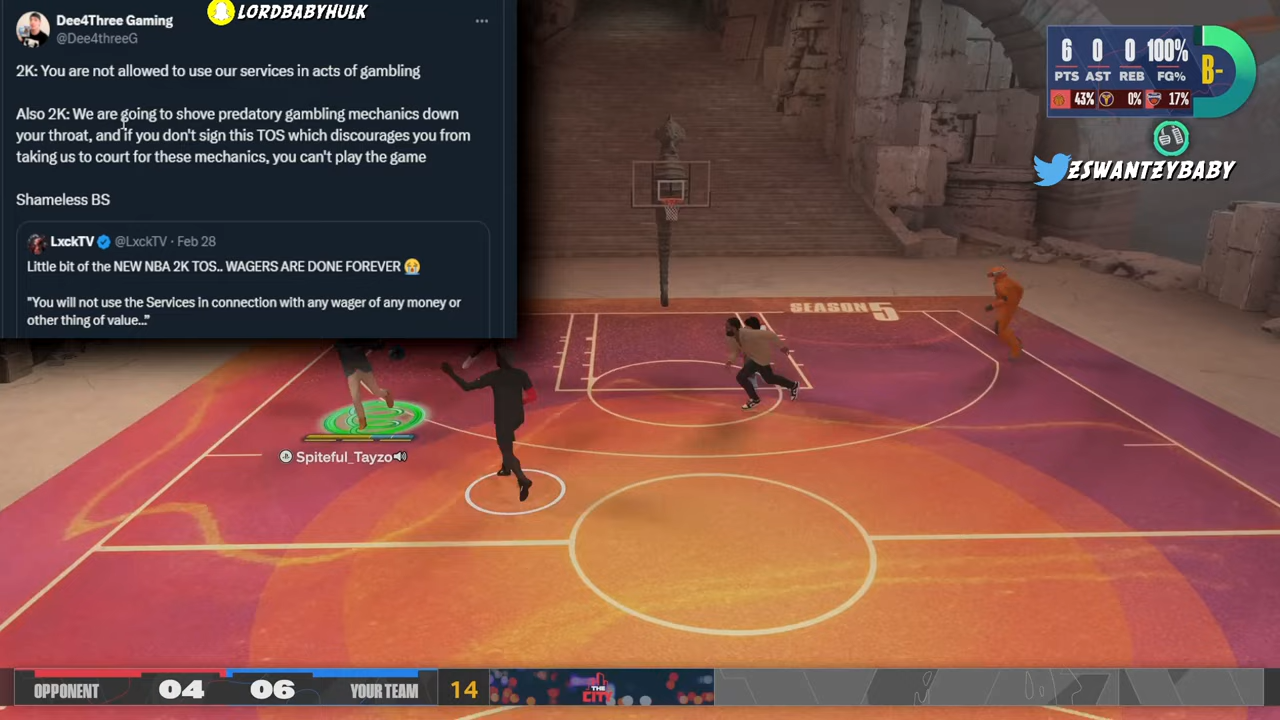 Dee4Three Gaming
@Dee4threeG
LORDBABYHULK
2K: You are not allowed to use our services in acts of gambling
Also 2K: We are going to shove predatory gambling mechanics down
your throat, and if you don't sign this TOS which discourages you from
taking us to court for these mechanics, you can't play the game
Shameless BS
LxckTV @LxckTV · Feb 28
Little bit of the NEW NBA 2K TOS.. WAGERS ARE DONE FOREVER 😭
"You will not use the Services in connection with any wager of any money or
other thing of value..."
6 0 0 100%
PTS AST REB FG%
B-
43% 0% 17%
ZSWANTZYBABY
SEASON 5
Spiteful_Tayzo
OPPONENT 04 06 YOUR TEAM 14 THE CITY